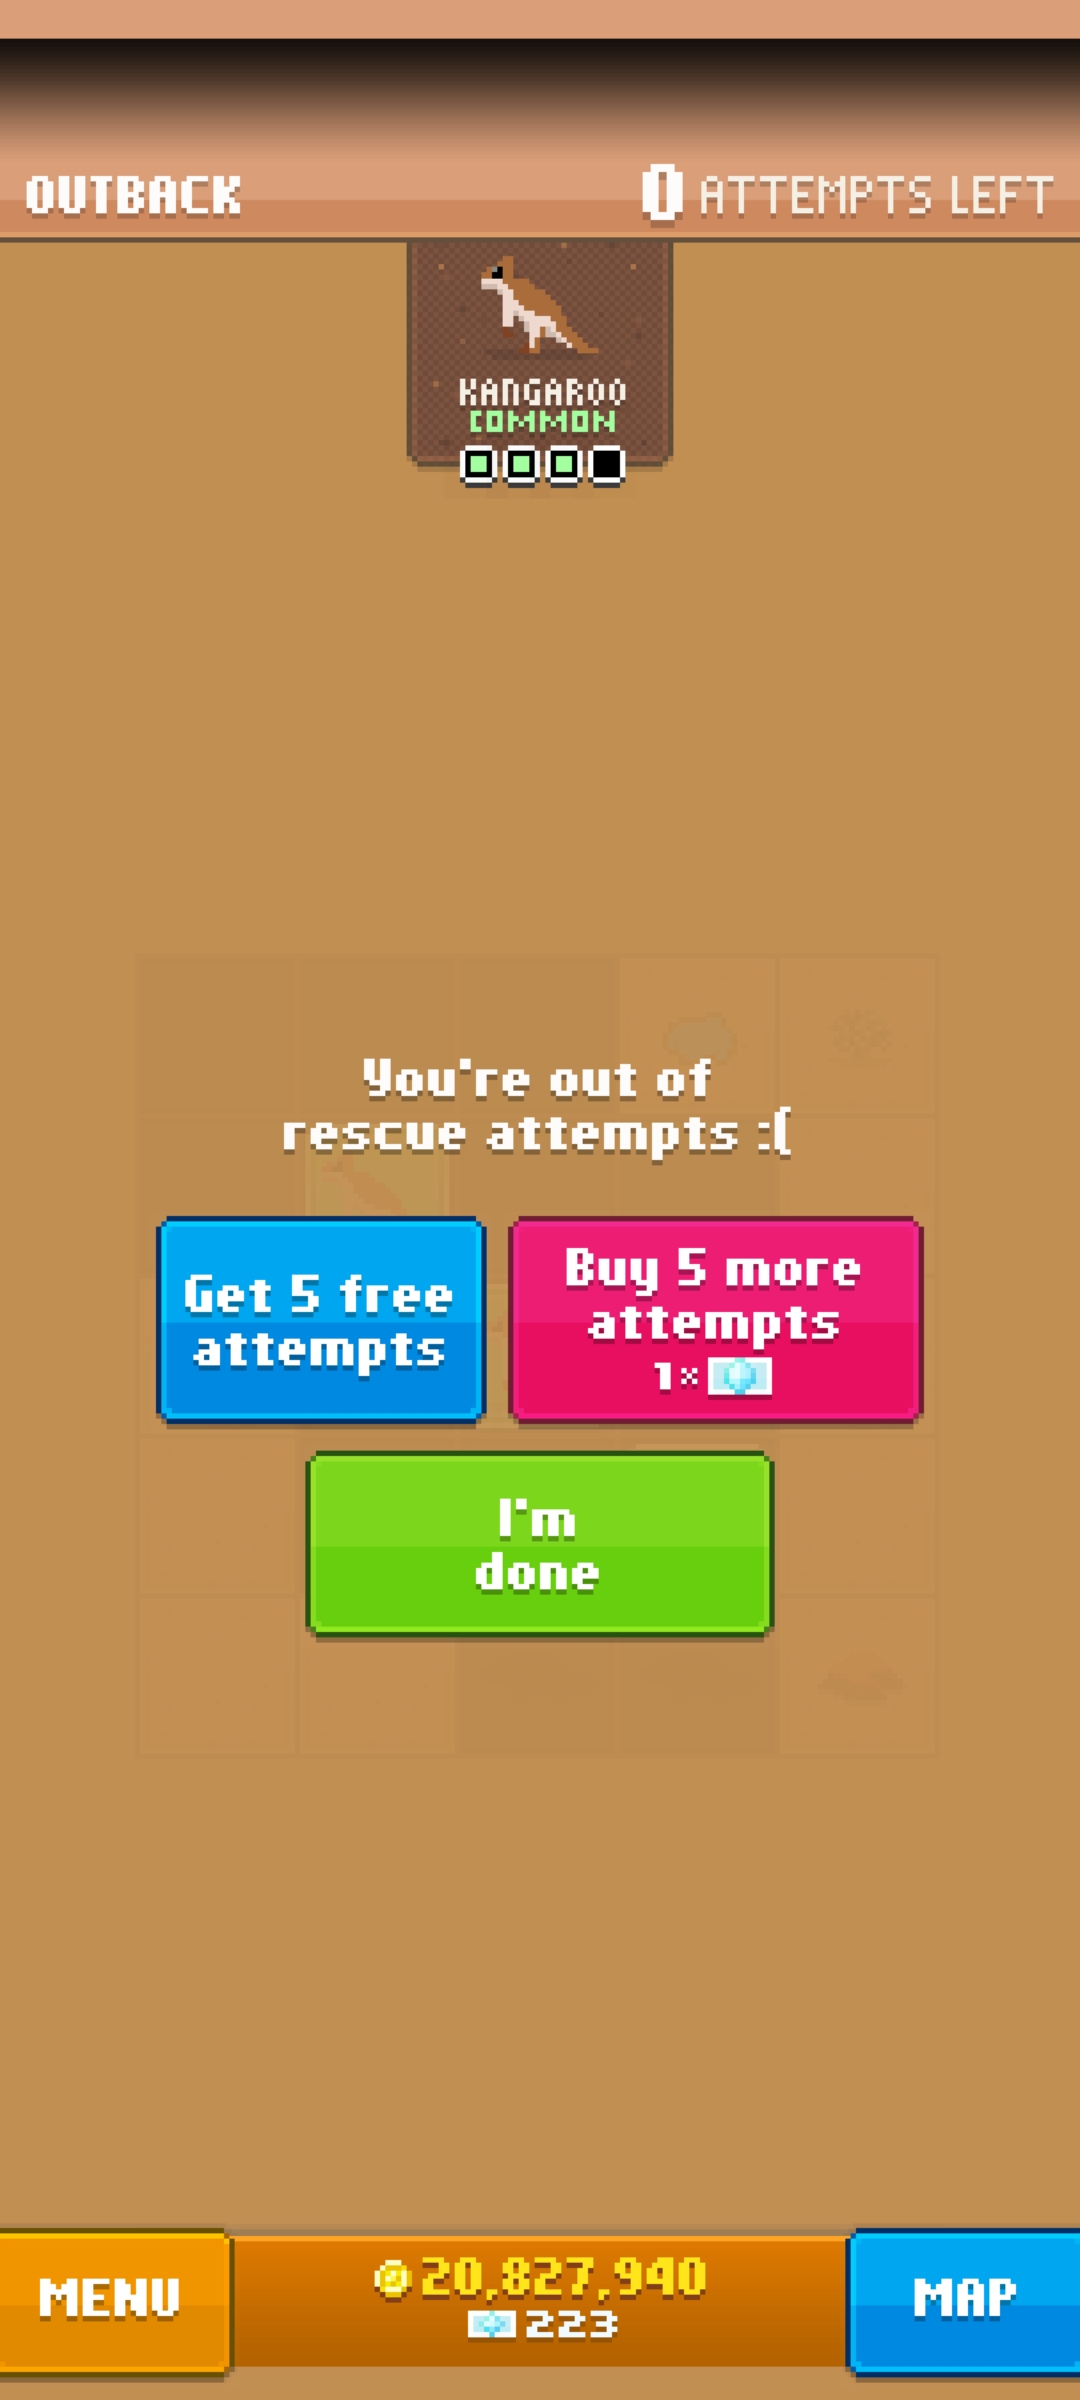 OUTBACK
0 ATTEMPTS LEFT
KANGAROO
COMMON
You're out of
rescue attempts :(
Get 5 free
attempts
Buy 5 more
attempts
1×
I'm
done
MENU
20,827,940
223
MAP